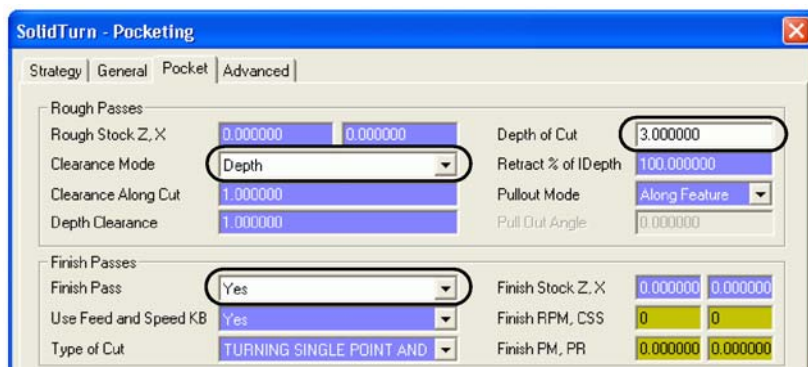 SolidTurn - Pocketing
Strategy General Pocket Advanced
Rough Passes
Rough Stock Z, X 0.000000 0.000000 Depth of Cut 3.000000
Clearance Mode Depth Retract % of IDepth 100.000000
Clearance Along Cut 1.000000 Pullout Mode Along Feature
Depth Clearance 1.000000 Pull Out Angle 0.000000
Finish Passes
Finish Pass Yes Finish Stock Z, X 0.000000 0.000000
Use Feed and Speed KB Yes Finish RPM, CSS 0 0
Type of Cut TURNING SINGLE POINT AND Finish PM, PR 0.000000 0.000000